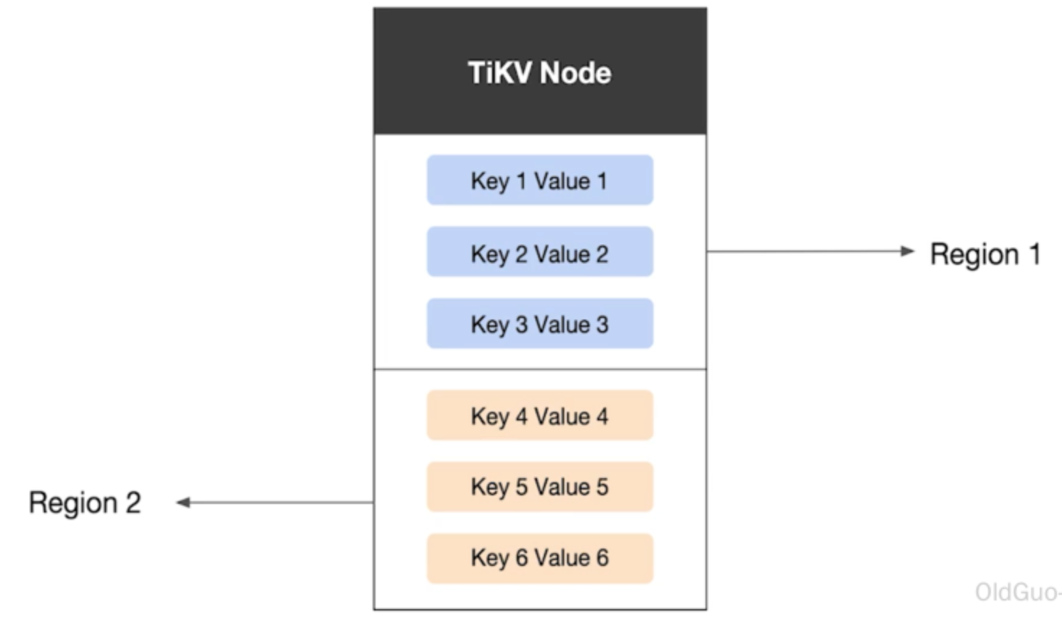 TiKV Node
Key 1 Value 1
Key 2 Value 2
Region 1
Key 3 Value 3
Key 4 Value 4
Key 5 Value 5
Region 2
Key 6 Value 6
OldGuo-